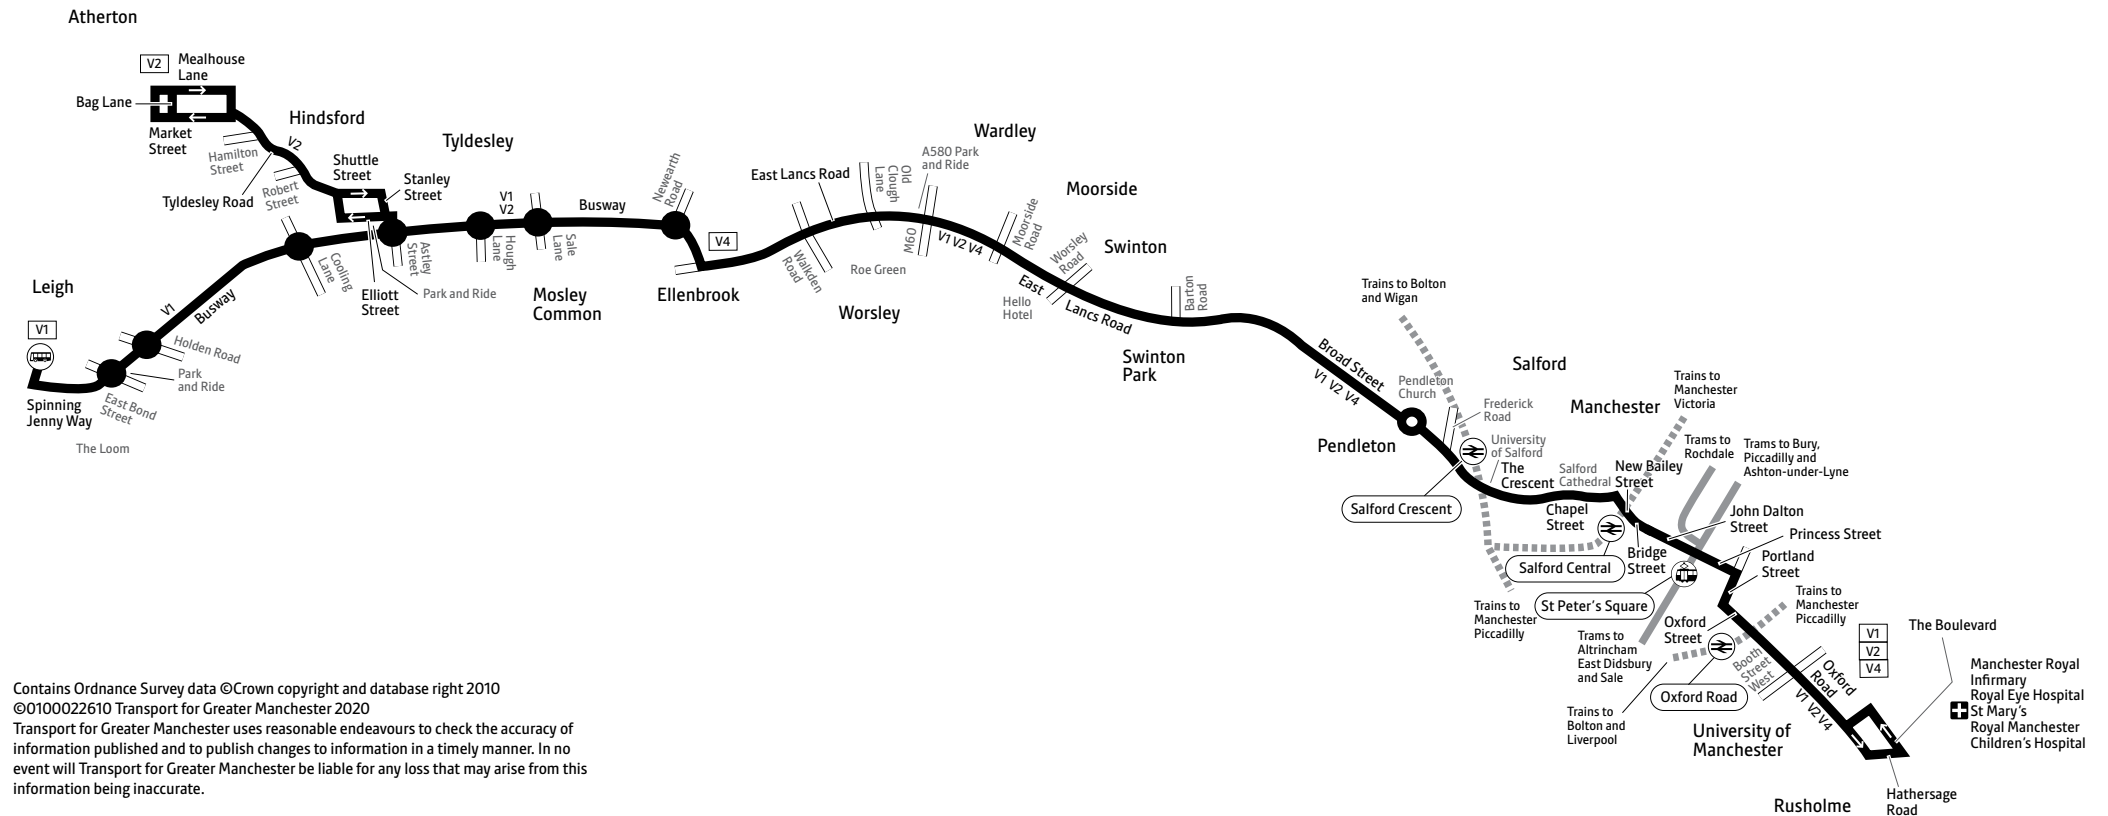 Atherton
V2
Mealhouse
Lane
Bag Lane
Market
Street
Hindsford
V2
Hamilton
Street
Tyldesley Road
Robert
Street
Shuttle
Street
Stanley
Street
Tyldesley
V1
V2
Busway
Astley
Street
Hough
Lane
Sale
Lane
Cooling
Lane
Elliott
Street
Park and Ride
Mosley
Common
Newearth
Road
V4
Ellenbrook
Leigh
V1
V1
Busway
Holden Road
Park
and Ride
East Bond
Street
Spinning
Jenny Way
The Loom
East Lancs Road
Old
Clough
Lane
Walkden
Road
Roe Green
Worsley
Wardley
A580 Park
and Ride
M60
V1 V2 V4
Moorside
Moorside
Road
Swinton
Worsley
Road
East
Lancs Road
Hello
Hotel
Barton
Road
Swinton
Park
Trains to Bolton
and Wigan
Broad Street
V1 V2 V4
Pendleton
Church
Pendleton
Frederick
Road
University
of Salford
Salford Crescent
Salford
The
Crescent
Salford
Cathedral
Chapel
Street
Manchester
New Bailey
Street
Trains to
Manchester
Victoria
Trams to
Rochdale
Trams to Bury,
Piccadilly and
Ashton-under-Lyne
John Dalton
Street
Princess Street
Portland
Street
Bridge
Street
Salford Central
St Peter's Square
Trains to
Manchester
Piccadilly
Trains to
Manchester
Piccadilly
Oxford
Street
Trams to
Altrincham
East Didsbury
and Sale
Booth
Street
West
Oxford Road
Trains to
Bolton and
Liverpool
Oxford
Road
V1 V2 V4
V1
V2
V4
University of
Manchester
The Boulevard
Manchester Royal
Infirmary
Royal Eye Hospital
St Mary's
Royal Manchester
Children's Hospital
Hathersage
Road
Rusholme
Contains Ordnance Survey data ©Crown copyright and database right 2010
©0100022610 Transport for Greater Manchester 2020
Transport for Greater Manchester uses reasonable endeavours to check the accuracy of
information published and to publish changes to information in a timely manner. In no
event will Transport for Greater Manchester be liable for any loss that may arise from this
information being inaccurate.